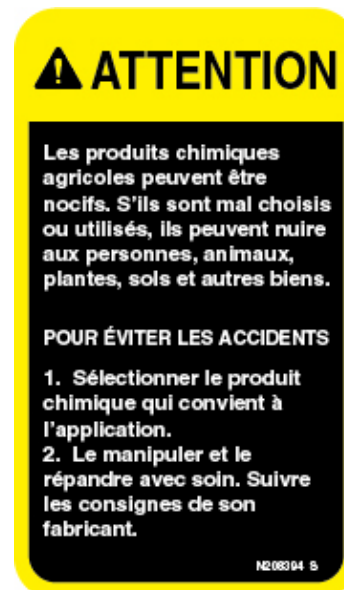 ATTENTION
Les produits chimiques
agricoles peuvent être
nocifs. S'ils sont mal choisis
ou utilisés, ils peuvent nuire
aux personnes, animaux,
plantes, sols et autres biens.
POUR ÉVITER LES ACCIDENTS
1. Sélectionner le produit
chimique qui convient à
l'application.
2. Le manipuler et le
répandre avec soin. Suivre
les consignes de son
fabricant.
N208394 S